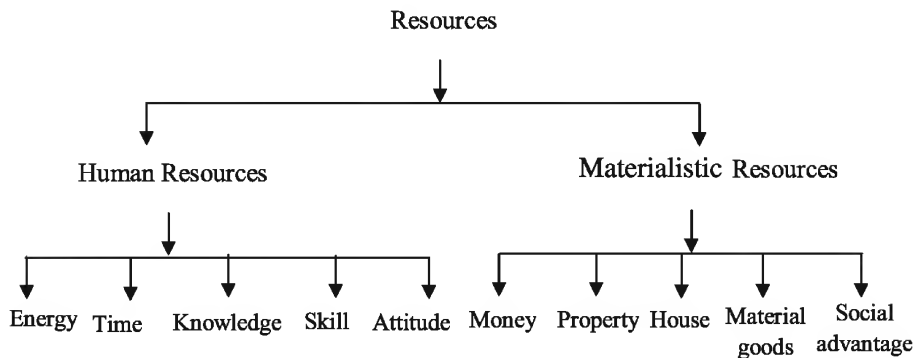 Resources
Human Resources
Materialistic Resources
Energy
Time
Knowledge
Skill
Attitude
Money
Property
House
Material
goods
Social
advantage